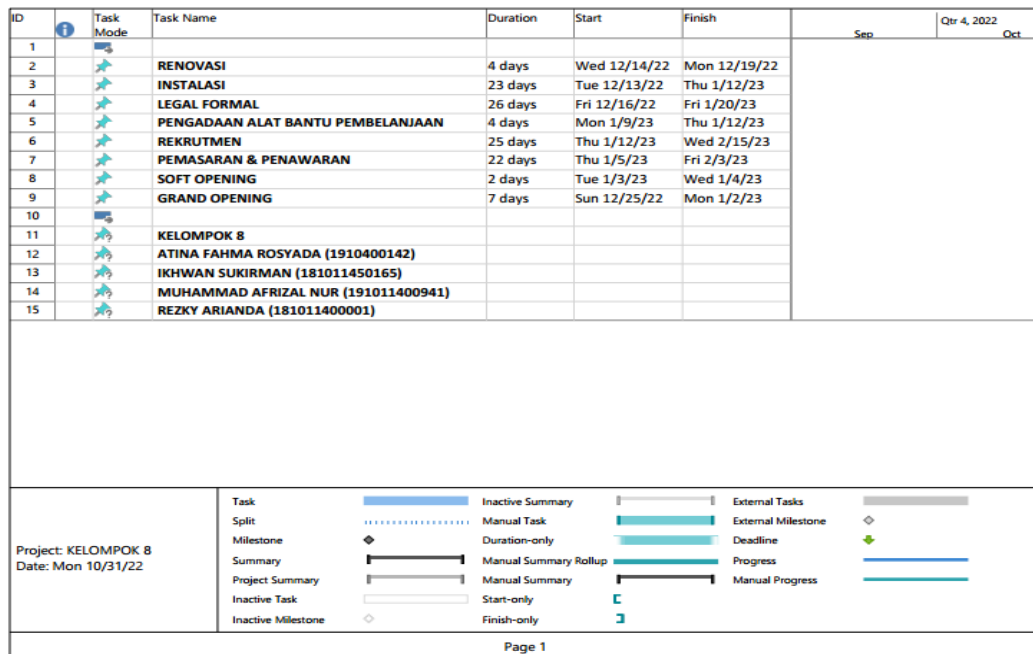 ID Task Mode Task Name Duration Start Finish Qtr 4, 2022
Sep Oct
1
2 RENOVASI 4 days Wed 12/14/22 Mon 12/19/22
3 INSTALASI 23 days Tue 12/13/22 Thu 1/12/23
4 LEGAL FORMAL 26 days Fri 12/16/22 Fri 1/20/23
5 PENGADAAN ALAT BANTU PEMBELANJAAN 4 days Mon 1/9/23 Thu 1/12/23
6 REKRUTMEN 25 days Thu 1/12/23 Wed 2/15/23
7 PEMASARAN & PENAWARAN 22 days Thu 1/5/23 Fri 2/3/23
8 SOFT OPENING 2 days Tue 1/3/23 Wed 1/4/23
9 GRAND OPENING 7 days Sun 12/25/22 Mon 1/2/23
10
11 KELOMPOK 8
12 ATINA FAHMA ROSYADA (1910400142)
13 IKHWAN SUKIRMAN (181011450165)
14 MUHAMMAD AFRIZAL NUR (191011400941)
15 REZKY ARIANDA (181011400001)
Project: KELOMPOK 8
Date: Mon 10/31/22
Task Inactive Summary External Tasks
Split Manual Task External Milestone
Milestone Duration-only Deadline
Summary Manual Summary Rollup Progress
Project Summary Manual Summary Manual Progress
Inactive Task Start-only
Inactive Milestone Finish-only
Page 1